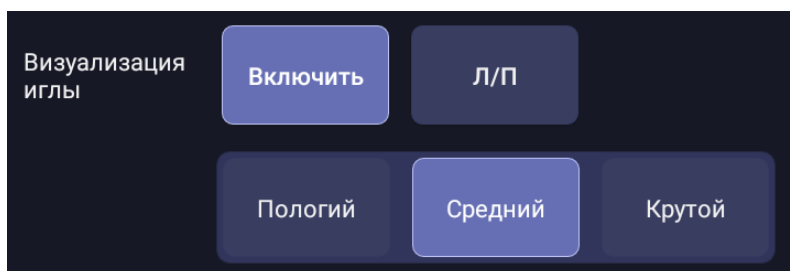 Визуализация
иглы
Включить
Л/П
Пологий
Средний
Крутой